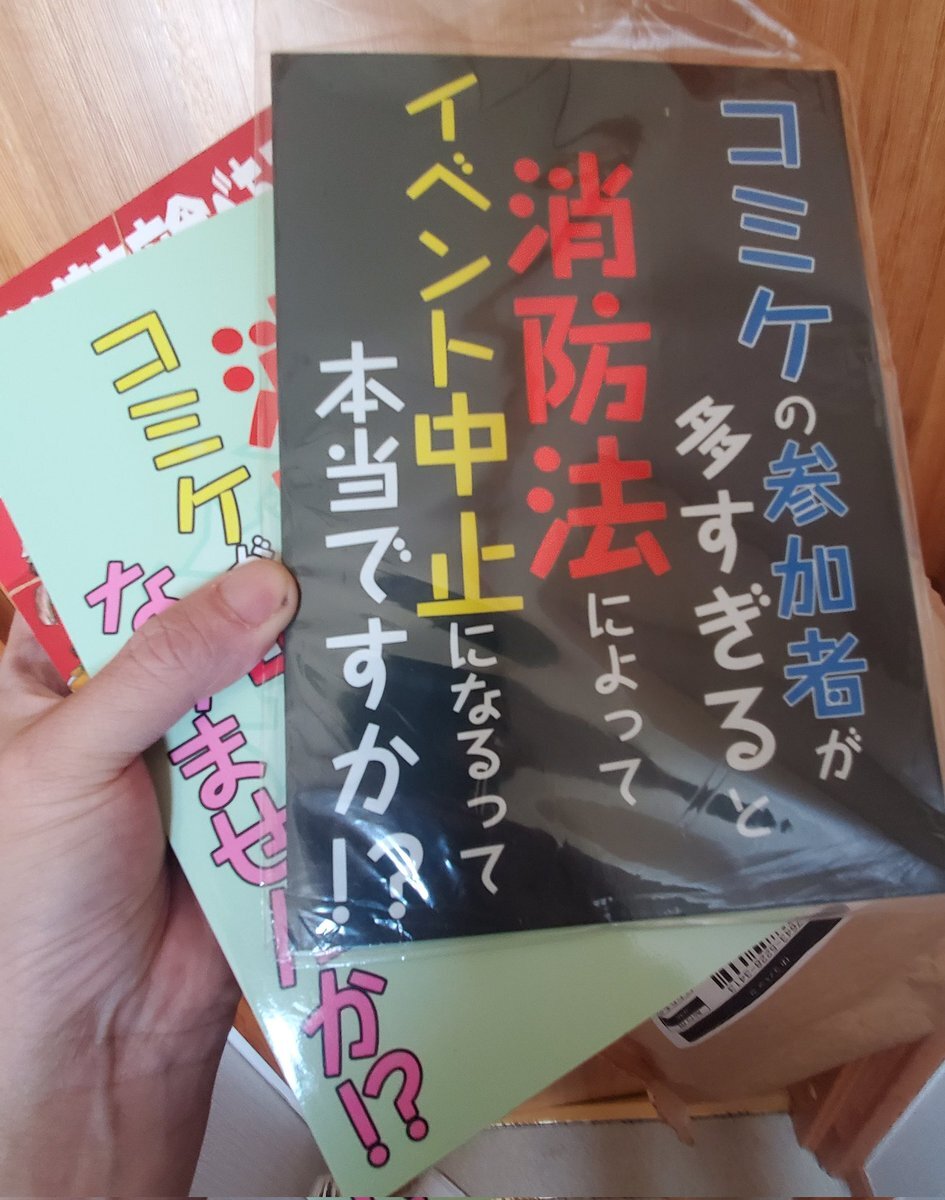 コミケの参加者が
多すぎると
消防法によって
イベント中止になるって
本当ですか!?
コミケ
な
ませ
か!?